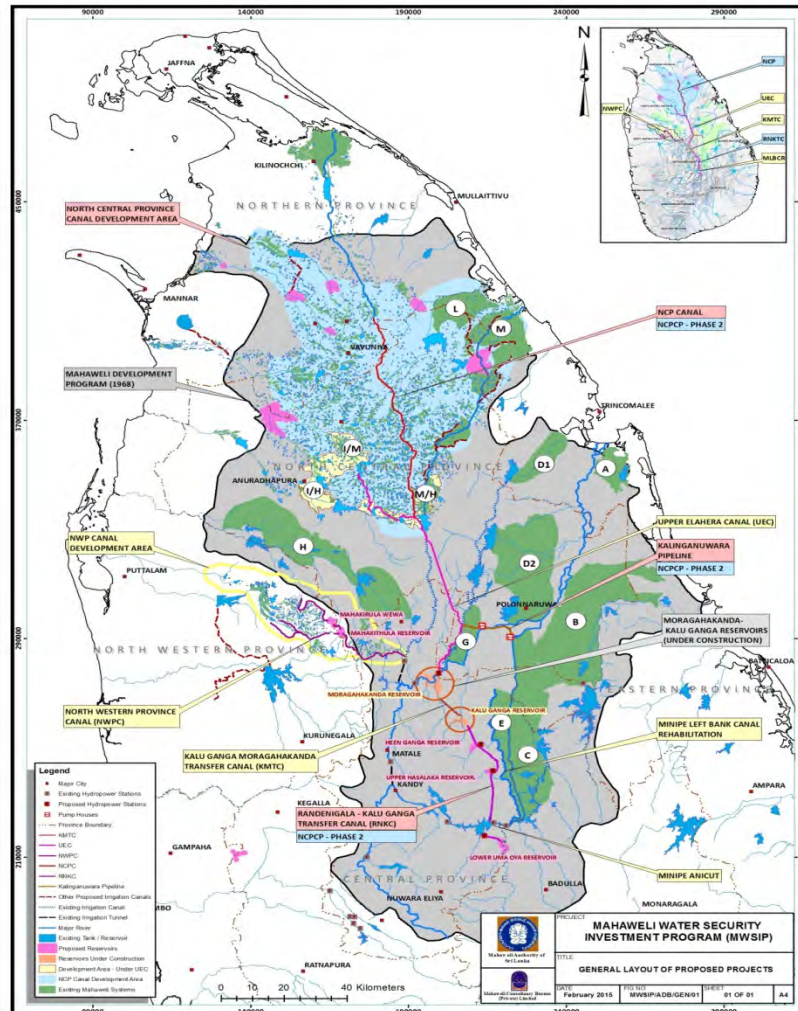 90000
140000
190000
240000
290000
JAFFNA
N
NCP
UEC
KMTC
RNKTC
MLBCR
NWPC
KILINOCHCHI
450000
MULLAITTIVU
NORTHERN PROVINCE
NORTH CENTRAL PROVINCE
CANAL DEVELOPMENT AREA
MANNAR
L
M
NCP CANAL
NCPCP - PHASE 2
VAVUNIYA
MAHAWELI DEVELOPMENT
PROGRAM (1968)
TRINCOMALEE
370000
I/M
NORTH CENTRAL PROVINCE
D1
A
ANURADHAPURA
I/H
M/H
UPPER ELAHERA CANAL (UEC)
NWP CANAL
DEVELOPMENT AREA
H
KALINGANUWARA
PIPELINE
NCPCP - PHASE 2
D2
PUTTALAM
POLONNARUWA
MAHAKIRULA WEWA
MAHAKITHULA RESERVOIR
MORAGAHAKANDA-
KALU GANGA RESERVOIRS
(UNDER CONSTRUCTION)
B
290000
G
NORTH WESTERN PROVINCE
EASTERN PROVINCE
NORTH WESTERN PROVINCE
CANAL (NWPC)
MORAGAHAKANDA RESERVOIR
KALU GANGA RESERVOIR
E
KURUNEGALA
HEEN GANGA RESERVOIR
MINIPE LEFT BANK CANAL
REHABILITATION
KALU GANGA MORAGAHAKANDA
TRANSFER CANAL (KMTC)
MATALE
C
UPPER HASALAKA RESERVOIR.
KANDY
AMPARA
KEGALLA
RANDENIGALA - KALU GANGA
TRANSFER CANAL (RNKC)
NCPCP - PHASE 2
MINIPE ANICUT
GAMPAHA
210000
LOWER UMA OYA RESERVOIR
CENTRAL PROVINCE
BADULLA
NUWARA ELIYA
MONARAGALA
MBO
RATNAPURA
Legend
Major City
Existing Hydropower Stations
Proposed Hydropower Stations
Pump Houses
Province Boundary
KMTC
UEC
NWPC
NCPC
RNKC
Kalinganuwara Pipeline
Other Proposed Irrigation Canals
Existing Irrigation Canal
Existing Irrigation Tunnel
Major River
Existing Tank / Reservoir
Proposed Reservoirs
Reservoirs Under Construction
Development Area - Under UEC
NCP Canal Development Area
Existing Mahaweli Systems
0 10 20 40 Kilometers
Mahaweli Authority of
Sri Lanka
Mahaweli Consultancy Bureau
(Private) Limited
PROJECT
MAHAWELI WATER SECURITY
INVESTMENT PROGRAM (MWSIP)
TITLE
GENERAL LAYOUT OF PROPOSED PROJECTS
DATE
February 2015
FIG NO
MWSIP/ADB/GEN/01
SHEET
01 OF 01
A4
90000
140000
190000
240000